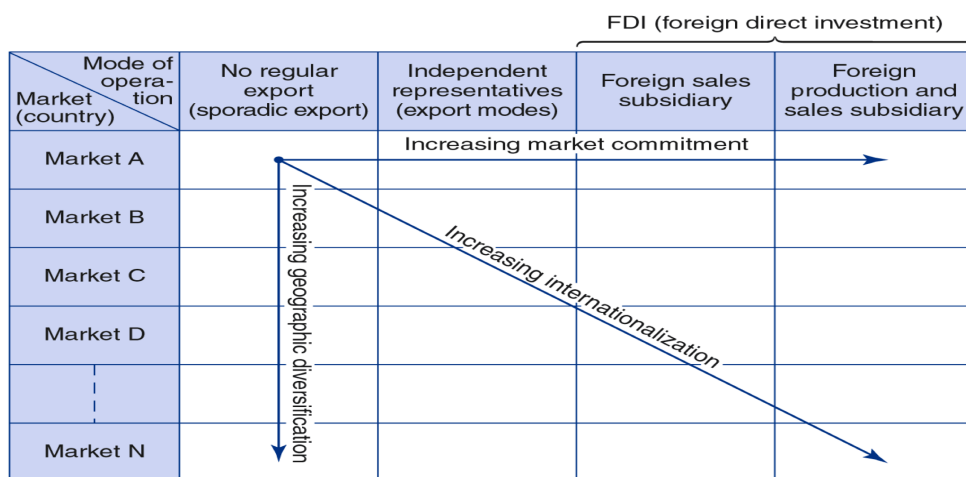 FDI (foreign direct investment)
Mode of
opera-
tion
Market
(country)
No regular
export
(sporadic export)
Independent
representatives
(export modes)
Foreign sales
subsidiary
Foreign
production and
sales subsidiary
Market A
Increasing market commitment
Market B
Market C
Market D
Market N
Increasing geographic diversification
Increasing internationalization